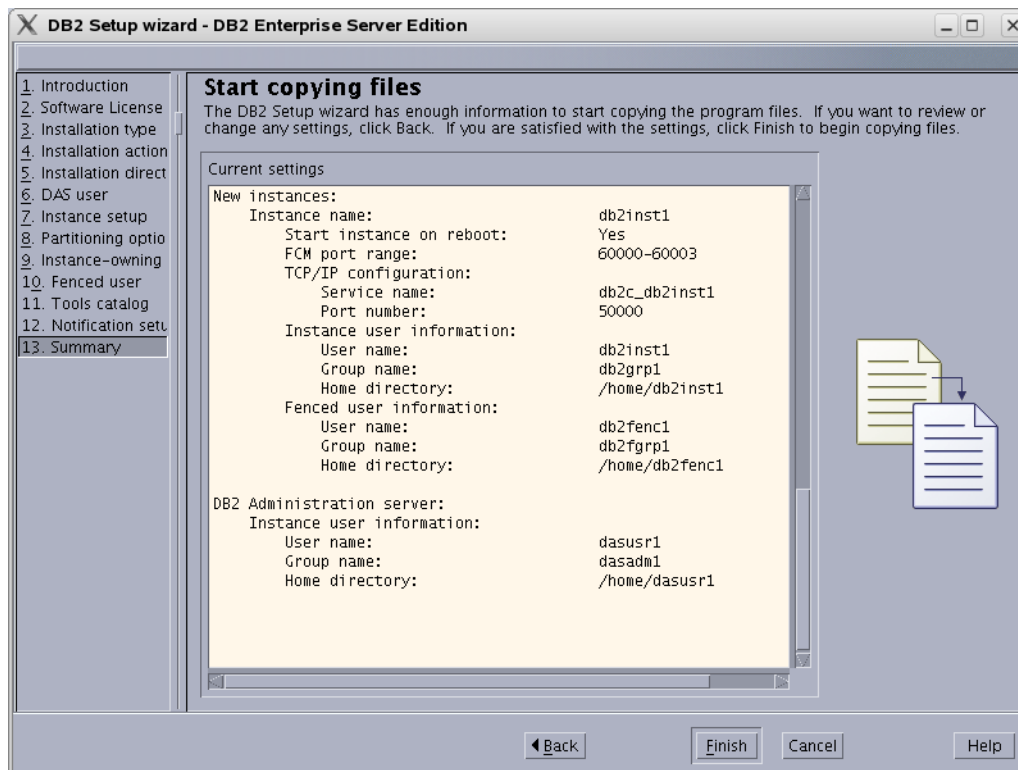 DB2 Setup wizard - DB2 Enterprise Server Edition
1. Introduction
2. Software License
3. Installation type
4. Installation action
5. Installation direct
6. DAS user
7. Instance setup
8. Partitioning optio
9. Instance-owning
10. Fenced user
11. Tools catalog
12. Notification setu
13. Summary
Start copying files
The DB2 Setup wizard has enough information to start copying the program files. If you want to review or
change any settings, click Back. If you are satisfied with the settings, click Finish to begin copying files.
Current settings
New instances:
Instance name: db2inst1
Start instance on reboot: Yes
FCM port range: 60000-60003
TCP/IP configuration:
Service name: db2c_db2inst1
Port number: 50000
Instance user information:
User name: db2inst1
Group name: db2grp1
Home directory: /home/db2inst1
Fenced user information:
User name: db2fenc1
Group name: db2fgrp1
Home directory: /home/db2fenc1
DB2 Administration server:
Instance user information:
User name: dasusr1
Group name: dasadm1
Home directory: /home/dasusr1
Back Finish Cancel Help